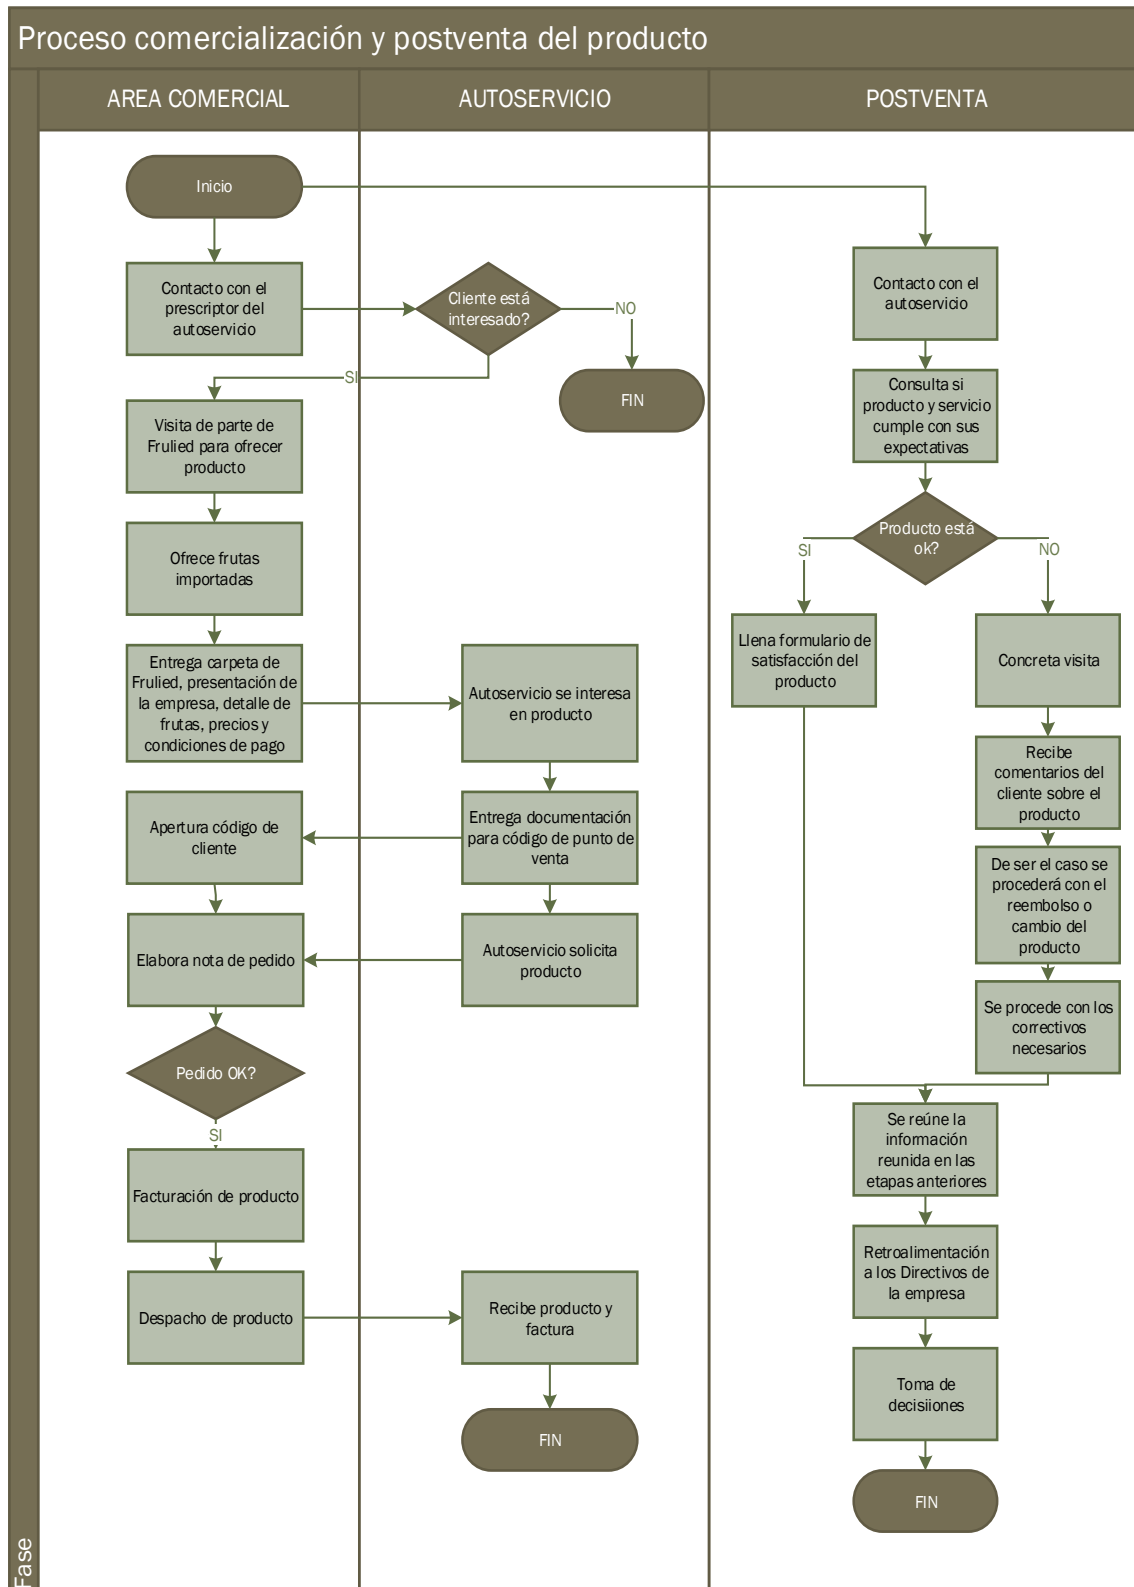 Proceso comercialización y postventa del producto
AREA COMERCIAL
AUTOSERVICIO
POSTVENTA
Inicio
Contacto con el
prescriptor del
autoservicio
Cliente está
interesado?
NO
FIN
SI
Visita de parte de
Frulied para ofrecer
producto
Ofrece frutas
importadas
Entrega carpeta de
Frulied, presentación de
la empresa, detalle de
frutas, precios y
condiciones de pago
Autoservicio se interesa
en producto
Entrega documentación
para código de punto de
venta
Apertura código de
cliente
Autoservicio solicita
producto
Elabora nota de pedido
Pedido OK?
SI
Facturación de producto
Despacho de producto
Recibe producto y
factura
FIN
Contacto con el
autoservicio
Consulta si
producto y servicio
cumple con sus
expectativas
Producto está
ok?
SI
NO
Llena formulario de
satisfacción del
producto
Concreta visita
Recibe
comentarios del
cliente sobre el
producto
De ser el caso se
procederá con el
reembolso o
cambio del
producto
Se procede con los
correctivos
necesarios
Se reúne la
información
reunida en las
etapas anteriores
Retroalimentación
a los Directivos de
la empresa
Toma de
decisiiones
FIN
Fase